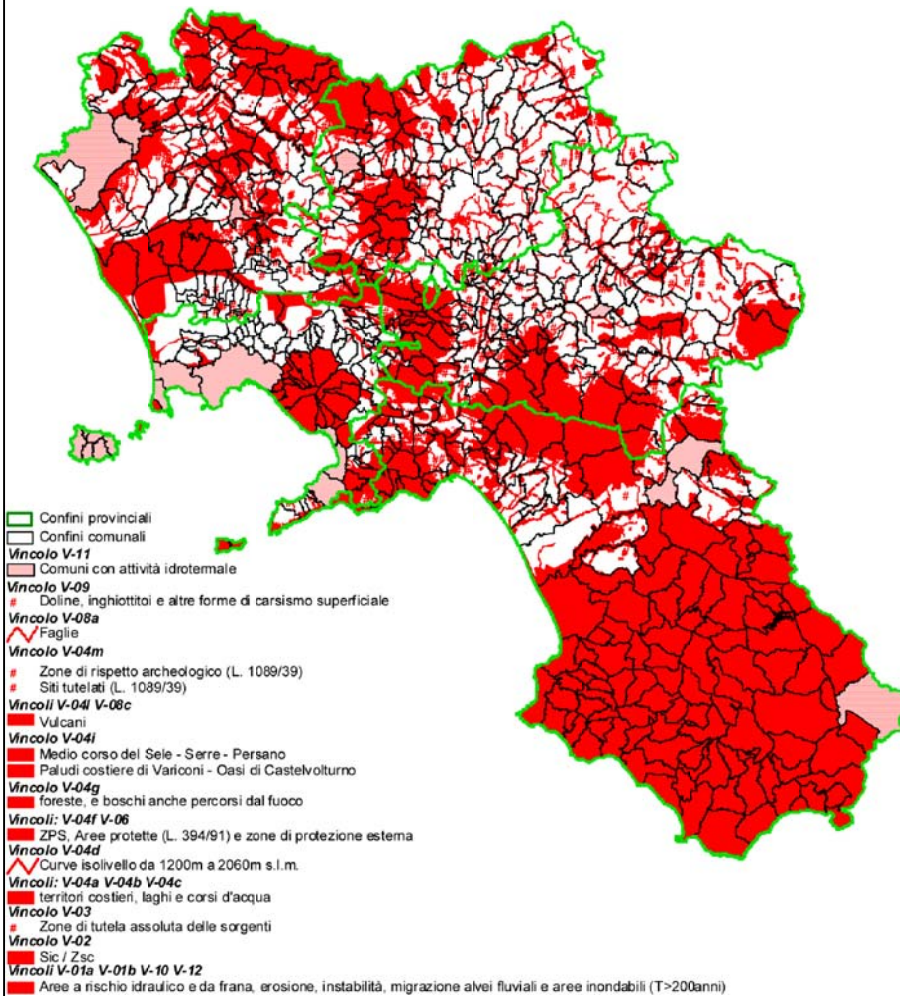 Confini provinciali
Confini comunali
Vincolo V-11
Comuni con attività idrotermale
Vincolo V-09
# Doline, inghiottitoi e altre forme di carsismo superficiale
Vincolo V-08a
Faglie
Vincolo V-04m
# Zone di rispetto archeologico (L. 1089/39)
# Siti tutelati (L. 1089/39)
Vincoli V-04l V-08c
Vulcani
Vincolo V-04i
Medio corso del Sele - Serre - Persano
Paludi costiere di Variconi - Oasi di Castelvolturno
Vincolo V-04g
foreste, e boschi anche percorsi dal fuoco
Vincoli: V-04f V-06
ZPS, Aree protette (L. 394/91) e zone di protezione esterna
Vincolo V-04d
Curve isolivello da 1200m a 2060m s.l.m.
Vincoli: V-04a V-04b V-04c
territori costieri, laghi e corsi d'acqua
Vincolo V-03
# Zone di tutela assoluta delle sorgenti
Vincolo V-02
Sic / Zsc
Vincoli V-01a V-01b V-10 V-12
Aree a rischio idraulico e da frana, erosione, instabilità, migrazione alvei fluviali e aree inondabili (T>200anni)